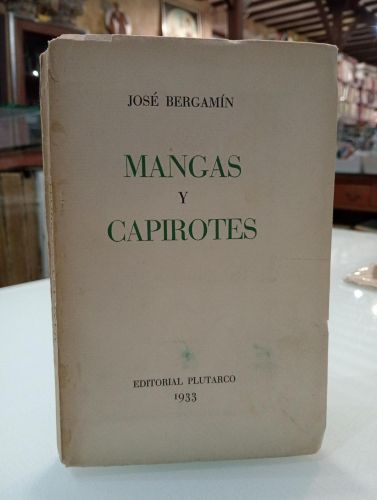 JOSÉ BERGAMÍN
MANGAS
Y
CAPIROTES
EDITORIAL PLUTARCO
1933